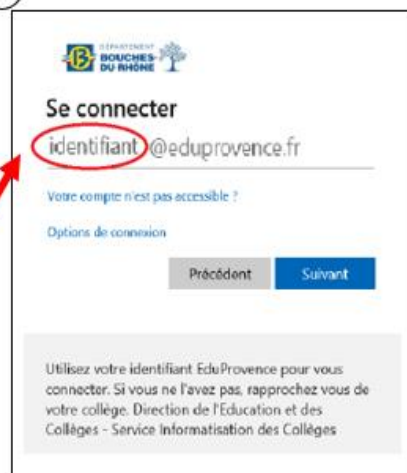 DÉPARTEMENT
BOUCHES
DU RHÔNE
Se connecter
identifiant @eduprovence.fr
Votre compte n'est pas accessible ?
Options de connexion
Précédent Suivant
Utilisez votre identifiant EduProvence pour vous
connecter. Si vous ne l'avez pas, rapprochez vous de
votre collège. Direction de l'Education et des
Collèges - Service Informatisation des Collèges